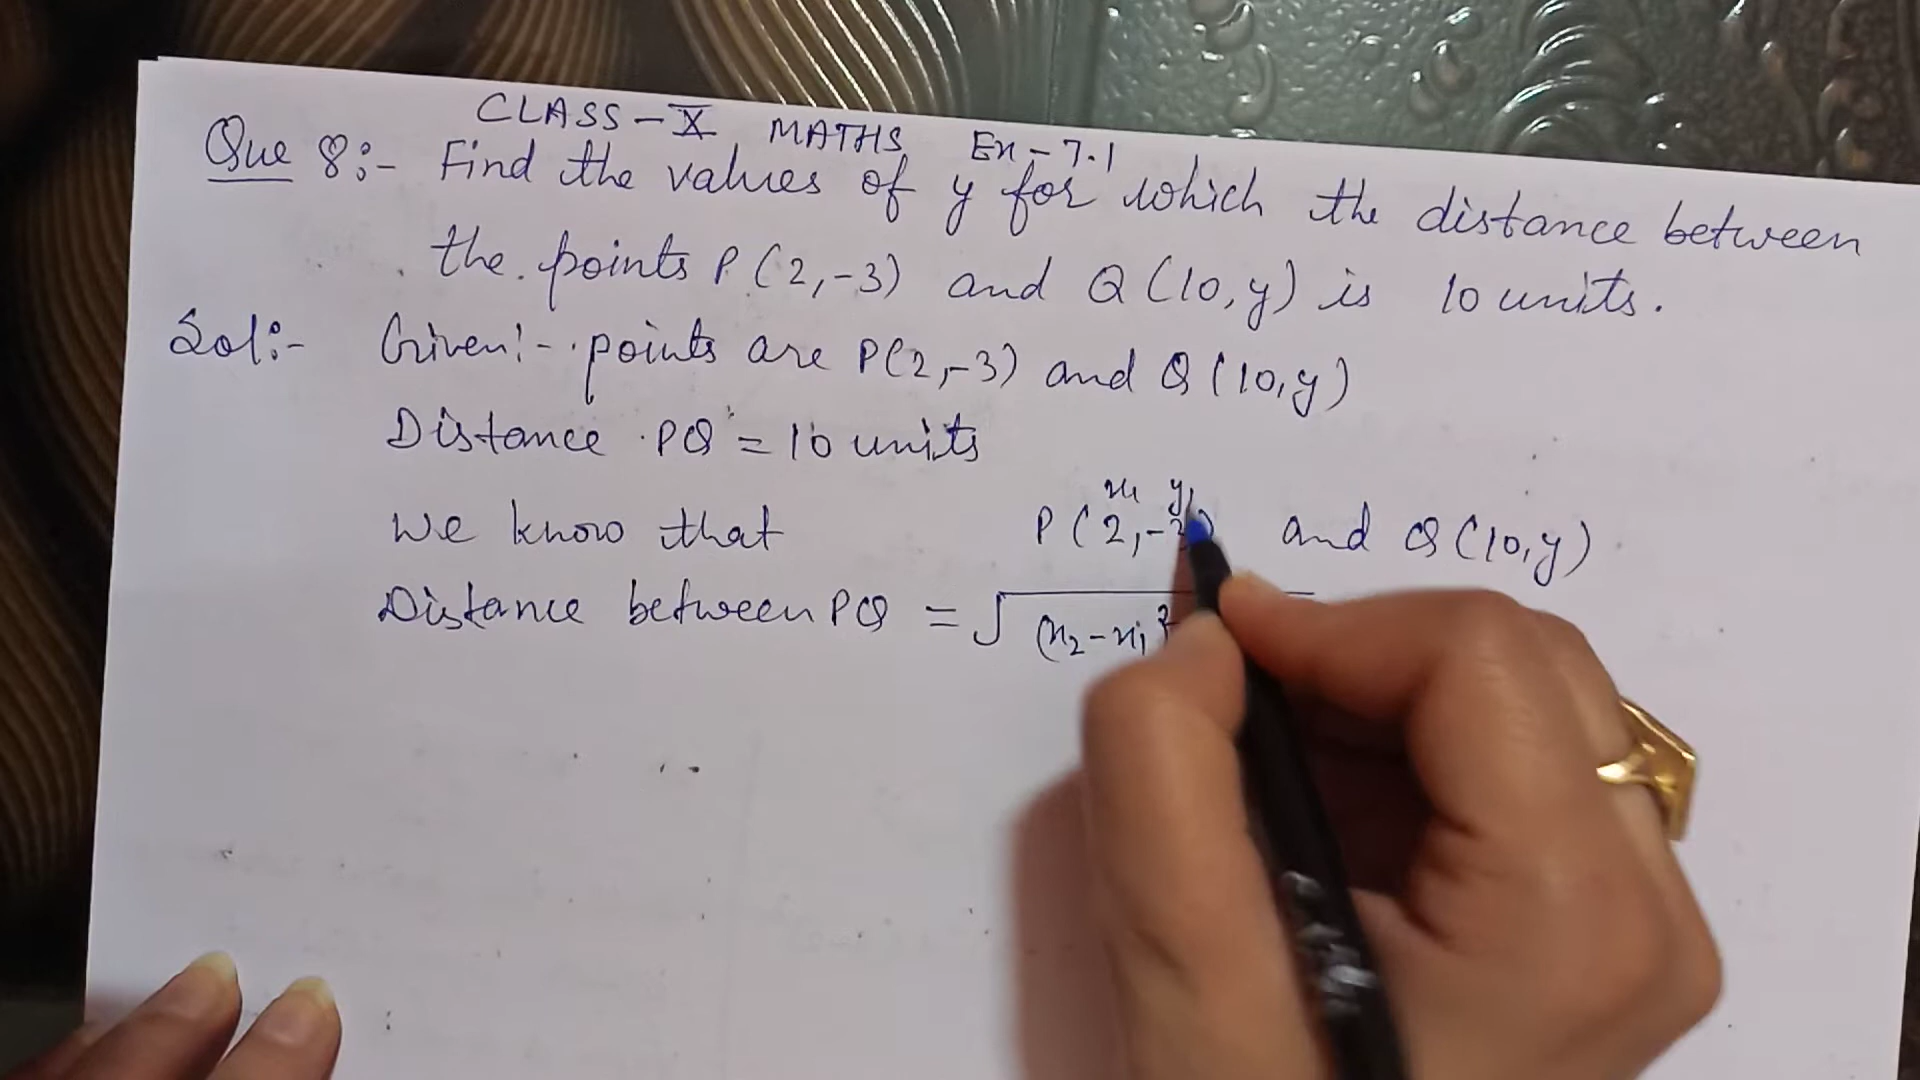 CLASS-X MATHS Ex-7.1
Que 8:- Find the values of y for which the distance between
the points P(2,-3) and Q(10,y) is 10 units.
Sol:- Given:- points are P(2,-3) and Q(10,y)
Distance PQ = 10 units
x₁ y₁
We know that P(2,-3) and Q(10,y)
Distance between PQ = √(x₂-x₁)²